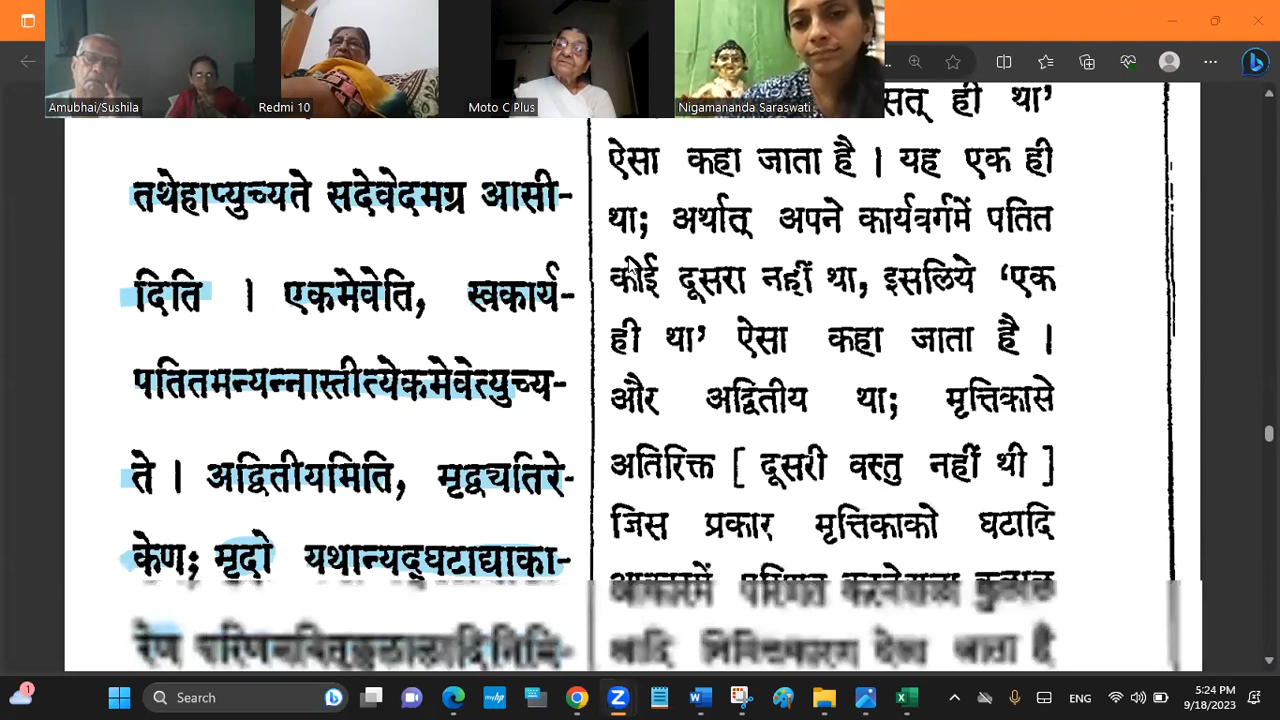 Amubhai/Sushila
Redmi 10
Moto C Plus
Nigamananda Saraswati
तथेहाप्युच्यते सदेवेदमग्र आसी-
दिति । एकमेवेति, स्वकार्य-
पतितमन्यन्नास्तीत्येकमेवेत्युच्य-
ते । अद्वितीयमिति, मृद्व्यतिरे-
केण; मृदो यथान्यद्घटाद्याका-
सत् ही था’
ऐसा कहा जाता है । यह एक ही
था; अर्थात् अपने कार्यवर्गमें पतित
कोई दूसरा नहीं था, इसलिये ‘एक
ही था’ ऐसा कहा जाता है ।
और अद्वितीय था; मृत्तिकासे
अतिरिक्त [ दूसरी वस्तु नहीं थी ]
जिस प्रकार मृत्तिकाको घटादि
Search
hp
1
ENG
5:24 PM
9/18/2023